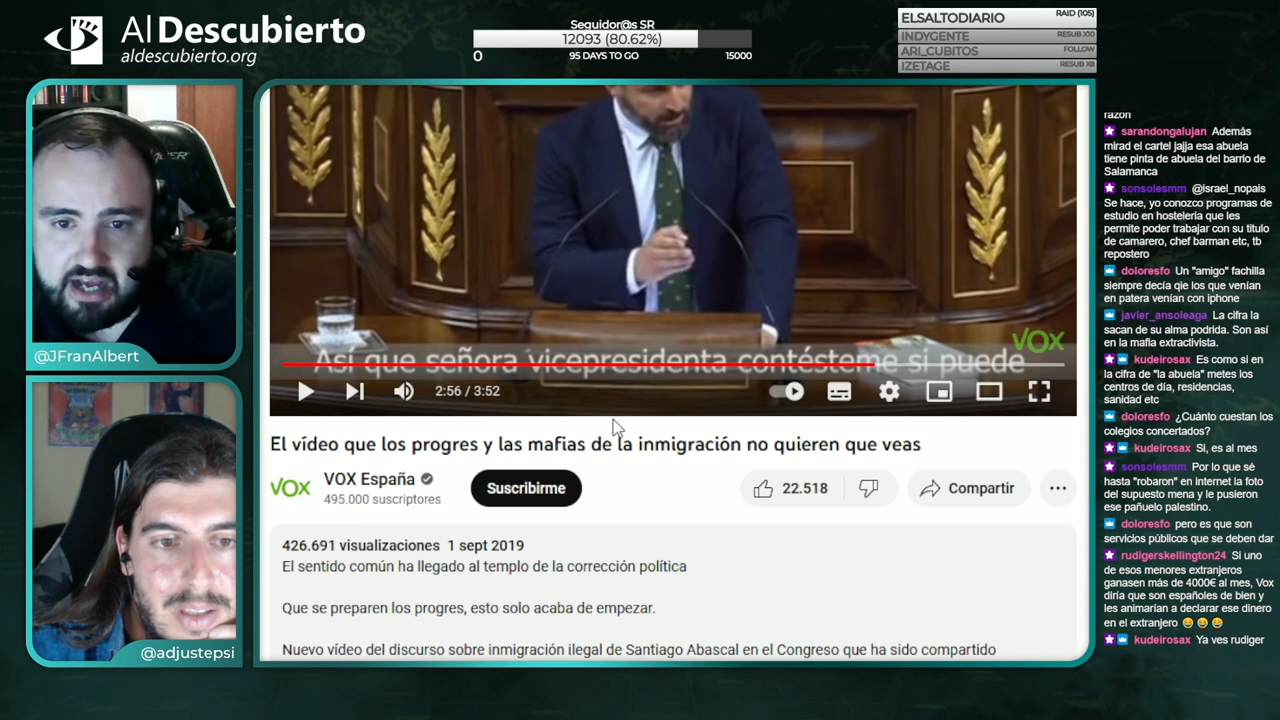 Al Descubierto
aldescubierto.org
Seguidor@s SR
12093 (80.62%)
0
95 DAYS TO GO
15000
ELSALTODIARIO RAID (105)
INDYGENTE RESUB X10
ARI_CUBITOS FOLLOW
IZETAGE RESUB X8
@JFranAlbert
@adjustepsi
VOX
Así que señora vicepresidenta contésteme si puede
2:56 / 3:52
El vídeo que los progres y las mafias de la inmigración no quieren que veas
VOX
VOX España
495.000 suscriptores
Suscribirme
22.518
Compartir
426.691 visualizaciones 1 sept 2019
El sentido común ha llegado al templo de la corrección política
Que se preparen los progres, esto solo acaba de empezar.
Nuevo vídeo del discurso sobre inmigración ilegal de Santiago Abascal en el Congreso que ha sido compartido
razón
sarandongalujan Además
mirad el cartel jajja esa abuela
tiene pinta de abuela del barrio de
Salamanca
sonsolesmm @israel_nopais
Se hace, yo conozco programas de
estudio en hostelería que les
permite poder trabajar con su titulo
de camarero, chef barman etc, tb
repostero
doloresfo Un "amigo" fachilla
siempre decía qie los que venían
en patera venían con iphone
javier_ansoleaga La cifra la
sacan de su alma podrida. Son así
en la mafia extractivista.
kudeirosax Es como si en
la cifra de "la abuela" metes los
centros de día, residencias,
sanidad etc
doloresfo ¿Cuánto cuestan los
colegios concertados?
kudeirosax Si, es al mes
sonsolesmm Por lo que sé
hasta "robaron" en internet la foto
del supuesto mena y le pusieron
ese pañuelo palestino.
doloresfo pero es que son
servicios públicos que se deben dar
rudigerskellington24 Si uno
de esos menores extranjeros
ganasen más de 4000€ al mes, Vox
diría que son españoles de bien y
les animarían a declarar ese dinero
en el extranjero 😂 😂 😂
kudeirosax Ya ves rudiger